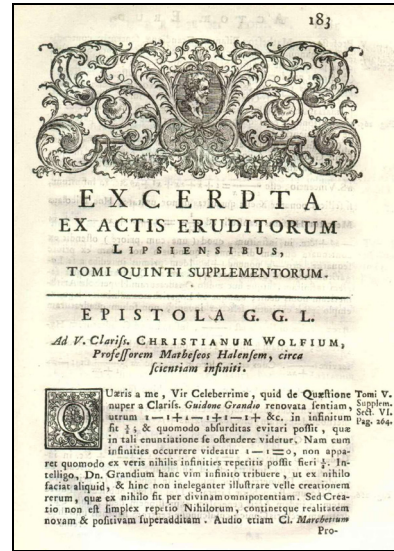 183
EXCERPTA
EX ACTIS ERUDITORUM
LIPSIENSIBUS,
TOMI QUINTI SUPPLEMENTORUM.
EPISTOLA G. G. L.
Ad V. Clariss. CHRISTIANUM WOLFIUM,
Professorem Matheseos Halensem, circa
scientiam infiniti.
QUæris a me, Vir Celeberrime, quid de Quæstione
nuper a Clariss. Guidone Grandio renovata sentiam,
utrum 1—1+1—1+1—1+ &c. in infinitum
sit ½; & quomodo absurditas evitari possit, quæ
in tali enuntiatione se ostendere videtur. Nam cum
infinities occurrere videatur 1—1=0, non appa-
ret quomodo ex veris nihilis infinities repetitis possit fieri ½. In-
telligo, Dn. Grandium hanc vim infinito tribuere, ut ex nihilo
faciat aliquid, & hinc non ineleganter illustrare velle creationem
rerum, quæ ex nihilo fit per divinam omnipotentiam. Sed Crea-
tio non est simplex repetitio Nihilorum, continetque realitatem
novam & positivam superadditam. Audio etiam Cl. Marchettum
Pro-
Tomi V.
Supplem.
Sect. VI.
Pag. 264.